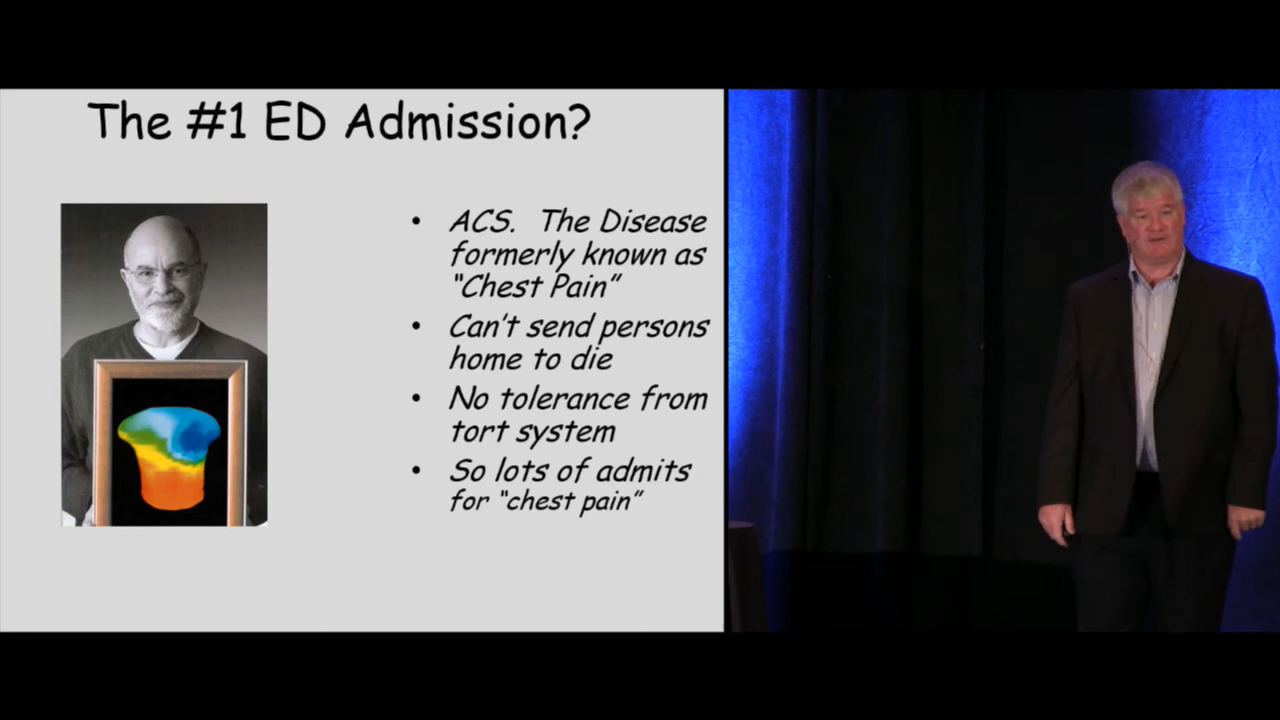 The #1 ED Admission?
• ACS. The Disease
formerly known as
"Chest Pain"
• Can't send persons
home to die
• No tolerance from
tort system
• So lots of admits
for "chest pain"